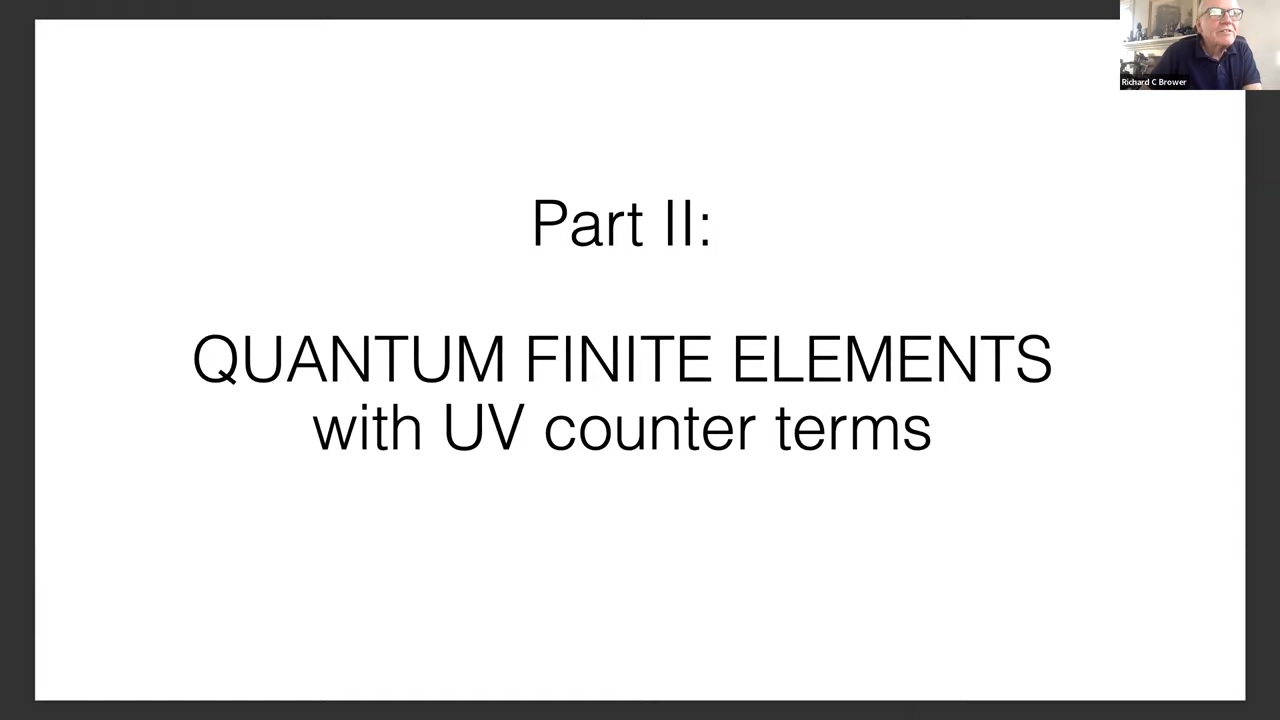 Richard C Brower
Part II:
QUANTUM FINITE ELEMENTS
with UV counter terms